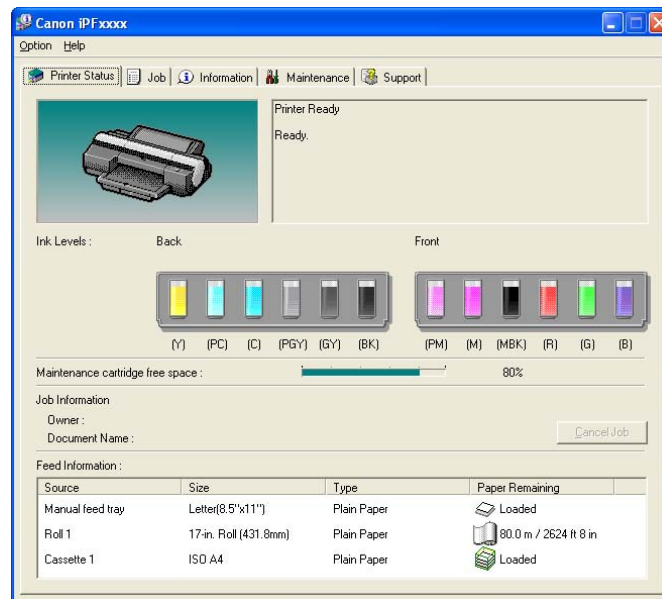 Canon iPFxxxx
Option Help
Printer Status Job Information Maintenance Support
Printer Ready
Ready.
Ink Levels : Back Front
(Y) (PC) (C) (PGY) (GY) (BK) (PM) (M) (MBK) (R) (G) (B)
Maintenance cartridge free space : 80%
Job Information
Owner :
Document Name :
Cancel Job
Feed Information :
Source Size Type Paper Remaining
Manual feed tray Letter(8.5"x11") Plain Paper Loaded
Roll 1 17-in. Roll (431.8mm) Plain Paper 80.0 m / 2624 ft 8 in
Cassette 1 ISO A4 Plain Paper Loaded